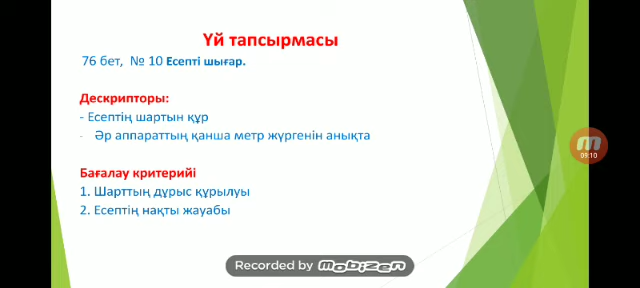 Үй тапсырмасы
76 бет, № 10 Есепті шығар.
Дескрипторы:
- Есептің шартын құр
- Әр аппараттың қанша метр жүргенін анықта
Бағалау критерийі
1. Шарттың дұрыс құрылуы
2. Есептің нақты жауабы
m
09:10
Recorded by mobizen